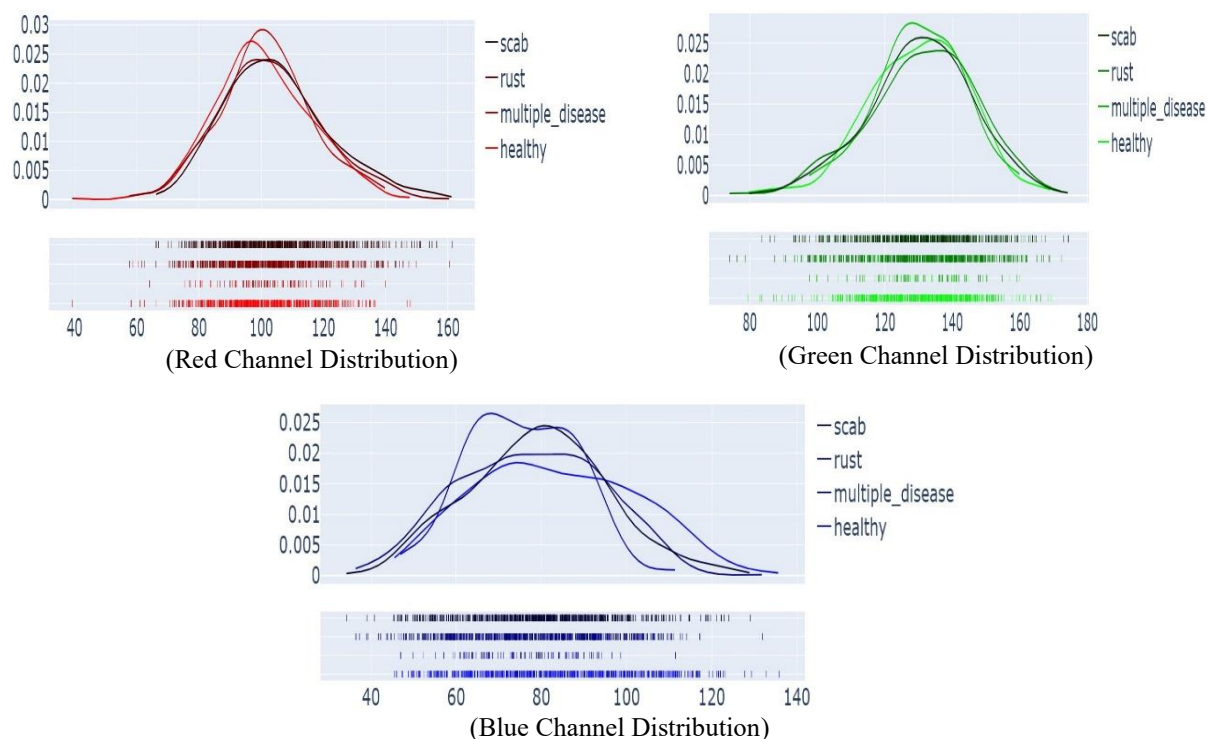 0.03
0.025
0.02
0.015
0.01
0.005
0
scab
rust
multiple_disease
healthy
40 60 80 100 120 140 160
(Red Channel Distribution)
0.025
0.02
0.015
0.01
0.005
0
scab
rust
multiple_disease
healthy
80 100 120 140 160 180
(Green Channel Distribution)
0.025
0.02
0.015
0.01
0.005
0
scab
rust
multiple_disease
healthy
40 60 80 100 120 140
(Blue Channel Distribution)